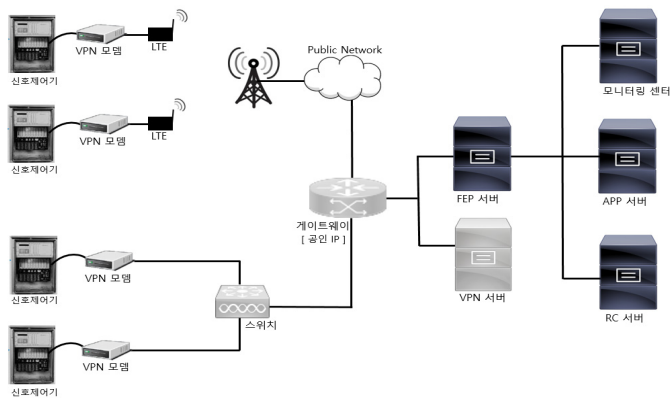 VPN 모뎀
LTE
신호제어기
VPN 모뎀
LTE
신호제어기
Public Network
모니터링 센터
FEP 서버
APP 서버
게이트웨이
[ 공인 IP ]
VPN 모뎀
신호제어기
VPN 서버
스위치
RC 서버
VPN 모뎀
신호제어기